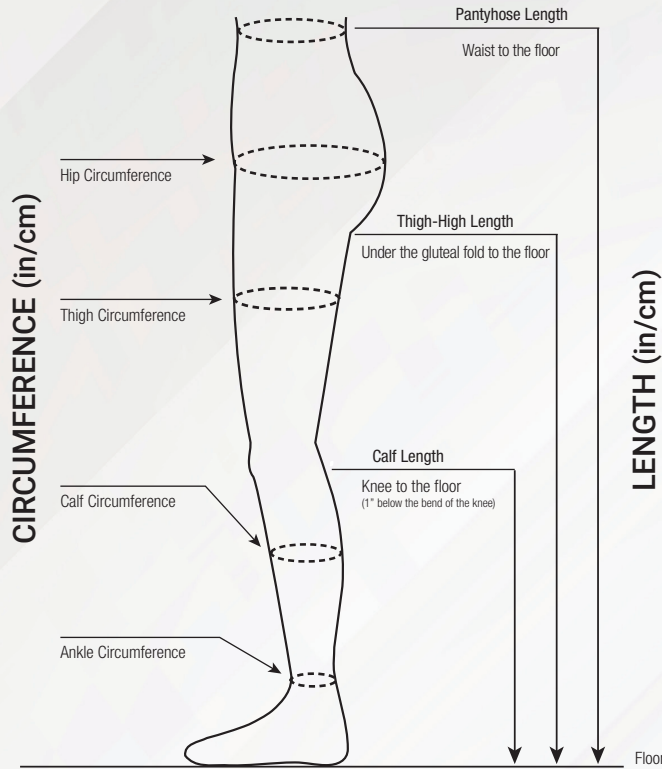 Pantyhose Length
Waist to the floor
Hip Circumference
Thigh-High Length
Under the gluteal fold to the floor
CIRCUMFERENCE (in/cm)
Thigh Circumference
LENGTH (in/cm)
Calf Length
Knee to the floor
(1" below the bend of the knee)
Calf Circumference
Ankle Circumference
Floor